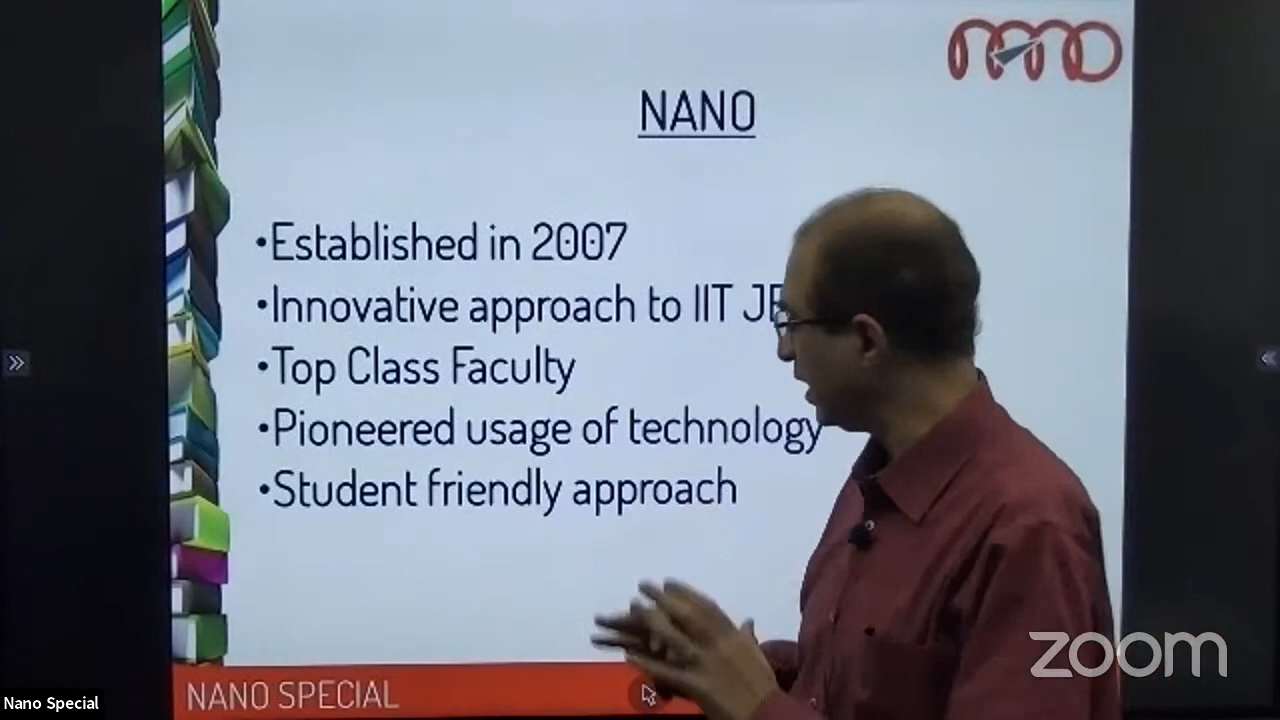 NANO
•Established in 2007
•Innovative approach to IIT
•Top Class Faculty
•Pioneered usage of technology
•Student friendly approach
NANO SPECIAL
zoom
Nano Special